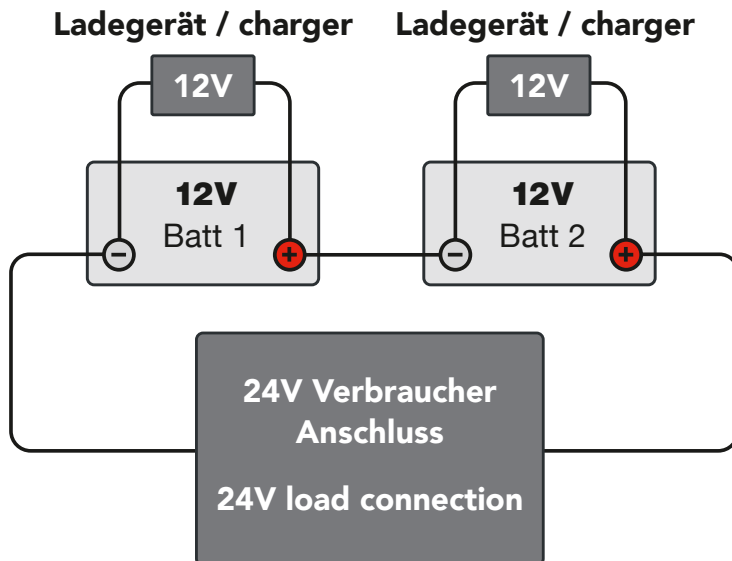 Ladegerät / charger
Ladegerät / charger
12V
12V
12V
Batt 1
12V
Batt 2
−
+
−
+
24V Verbraucher
Anschluss
24V load connection